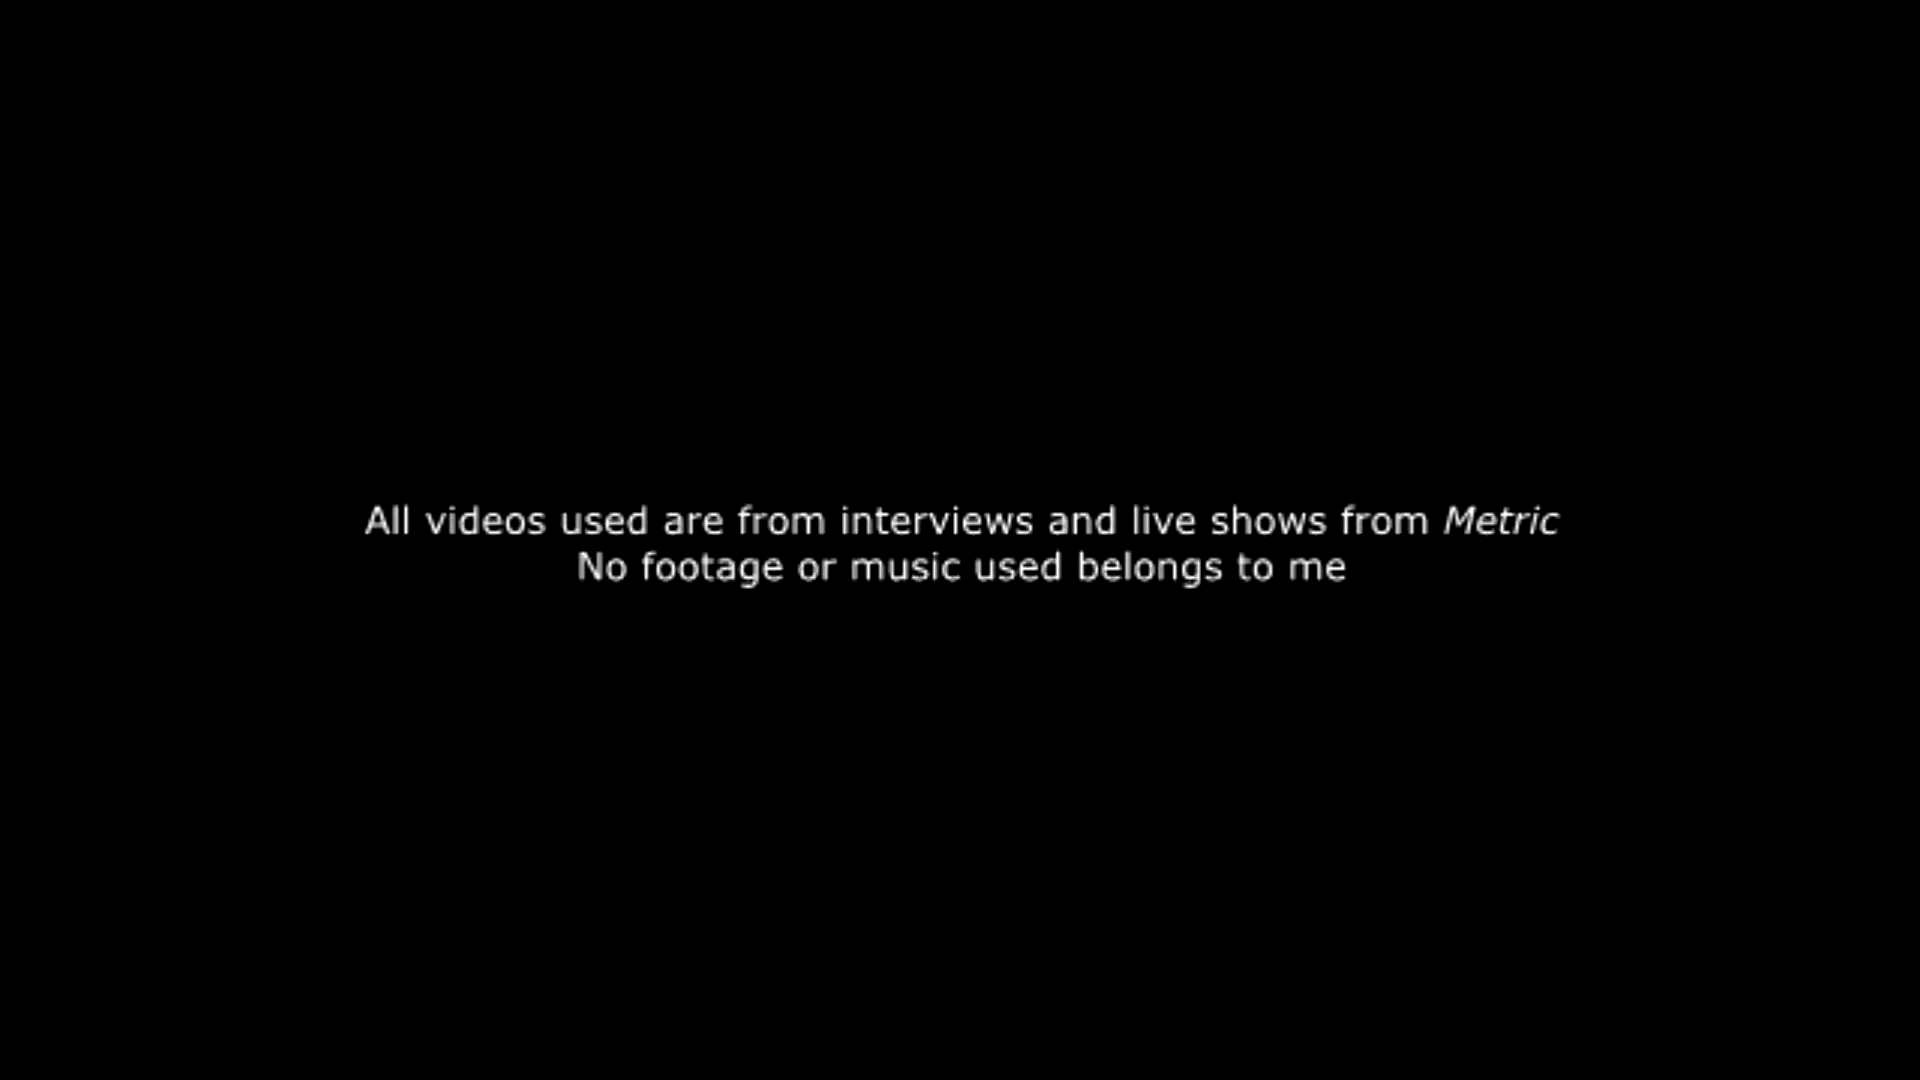 All videos used are from interviews and live shows from Metric
No footage or music used belongs to me